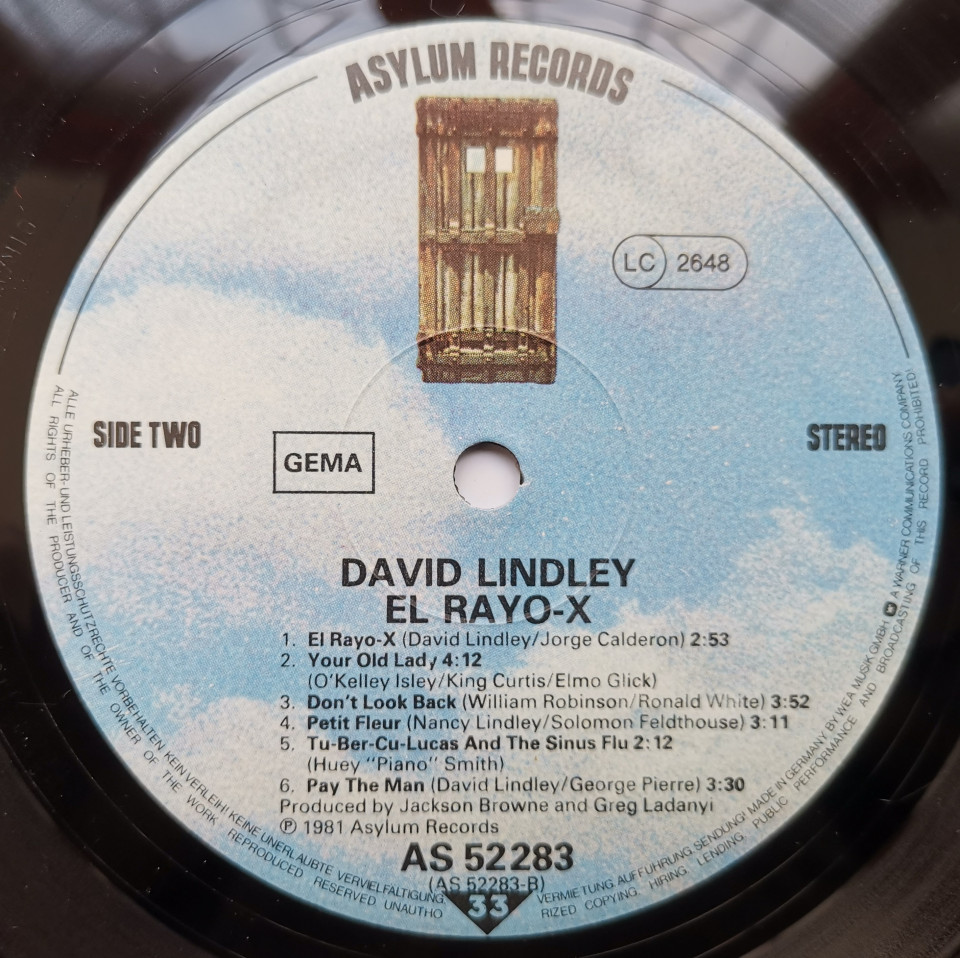 ASYLUM RECORDS
LC 2648
SIDE TWO
STEREO
GEMA
DAVID LINDLEY
EL RAYO-X
1. El Rayo-X (David Lindley/Jorge Calderon) 2:53
2. Your Old Lady 4:12
(O'Kelley Isley/King Curtis/Elmo Glick)
3. Don't Look Back (William Robinson/Ronald White) 3:52
4. Petit Fleur (Nancy Lindley/Solomon Feldthouse) 3:11
5. Tu-Ber-Cu-Lucas And The Sinus Flu 2:12
(Huey "Piano" Smith)
6. Pay The Man (David Lindley/George Pierre) 3:30
Produced by Jackson Browne and Greg Ladanyi
℗ 1981 Asylum Records
AS 52283
(AS 52283-B)
33
ALLE URHEBER- UND LEISTUNGSSCHUTZRECHTE VORBEHALTEN KEIN VERLEIH! KEINE UNERLAUBTE VERVIELFÄLTIGUNG, VERMIETUNG, AUFFÜHRUNG, SENDUNG! MADE IN GERMANY BY WEA MUSIK GMBH. A WARNER COMMUNICATIONS COMPANY
ALL RIGHTS OF THE PRODUCER AND OF THE OWNER OF THE WORK REPRODUCED RESERVED UNAUTHORIZED COPYING, HIRING, LENDING, PUBLIC PERFORMANCE AND BROADCASTING OF THIS RECORD PROHIBITED!